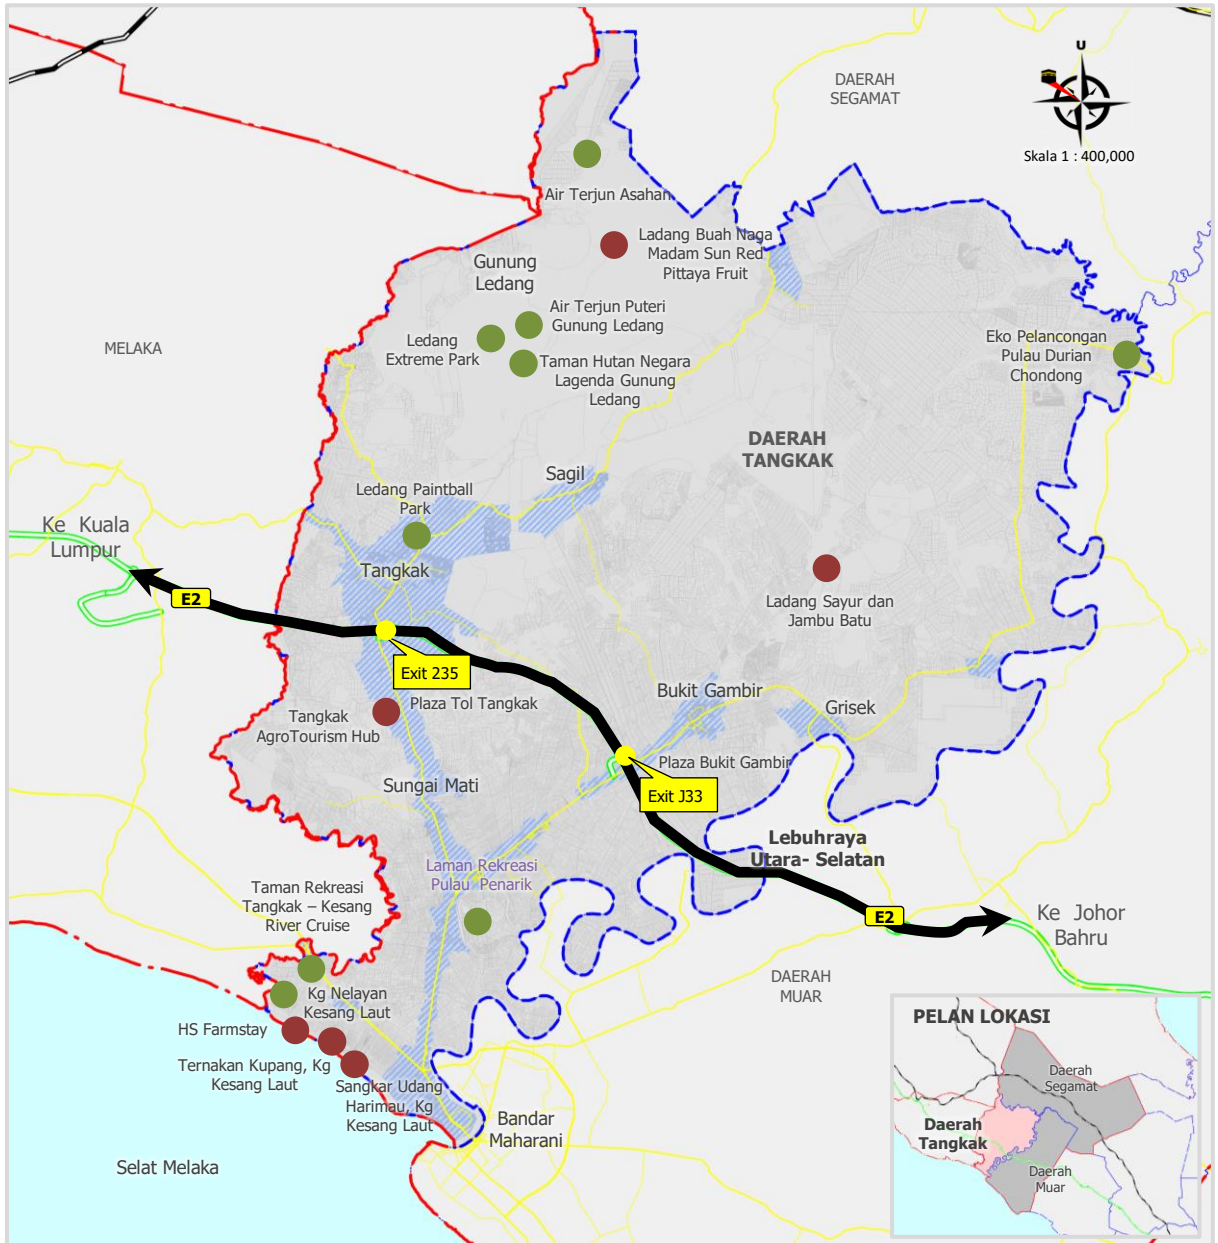 U
Skala 1 : 400,000
DAERAH
SEGAMAT
Air Terjun Asahan
Ladang Buah Naga
Madam Sun Red
Pittaya Fruit
Gunung
Ledang
Air Terjun Puteri
Gunung Ledang
Ledang
Extreme Park
Taman Hutan Negara
Lagenda Gunung
Ledang
MELAKA
Eko Pelancongan
Pulau Durian
Chondong
DAERAH
TANGKAK
Sagil
Ledang Paintball
Park
Ke Kuala
Lumpur
Tangkak
E2
Ladang Sayur dan
Jambu Batu
Exit 235
Plaza Tol Tangkak
Tangkak
AgroTourism Hub
Bukit Gambir
Grisek
Plaza Bukit Gambir
Exit J33
Sungai Mati
Lebuhraya
Utara- Selatan
Laman Rekreasi
Pulau Penarik
Taman Rekreasi
Tangkak – Kesang
River Cruise
E2
Ke Johor
Bahru
DAERAH
MUAR
Kg Nelayan
Kesang Laut
HS Farmstay
Ternakan Kupang, Kg
Kesang Laut
Sangkar Udang
Harimau, Kg
Kesang Laut
Bandar
Maharani
Selat Melaka
PELAN LOKASI
Daerah
Segamat
Daerah
Tangkak
Daerah
Muar